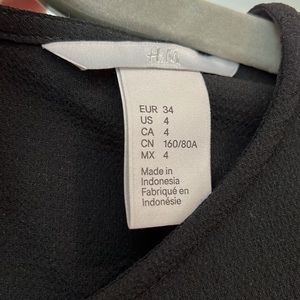 H&M
EUR 34
US 4
CA 4
CN 160/80A
MX 4
Made in
Indonesia
Fabriqué en
Indonésie